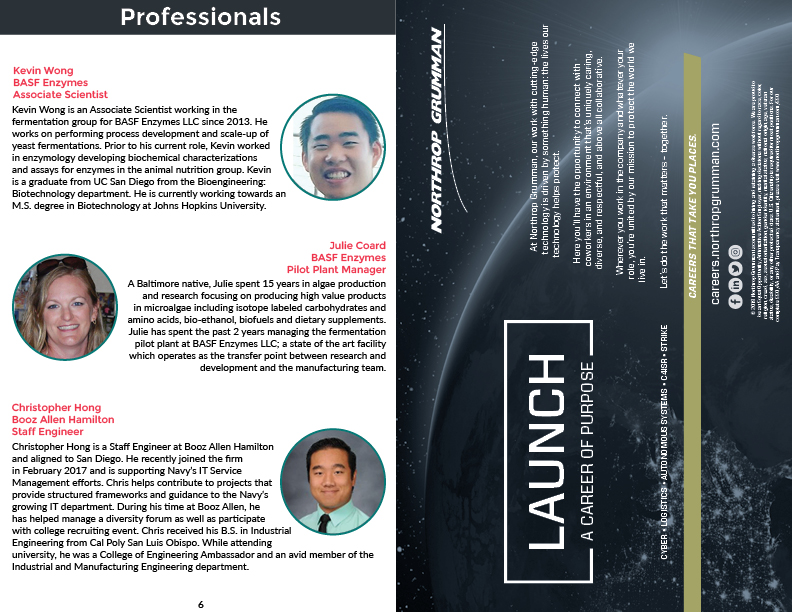 Professionals
Kevin Wong
BASF Enzymes
Associate Scientist
Kevin Wong is an Associate Scientist working in the
fermentation group for BASF Enzymes LLC since 2013. He
works on performing process development and scale-up of
yeast fermentations. Prior to his current role, Kevin worked
in enzymology developing biochemical characterizations
and assays for enzymes in the animal nutrition group. Kevin
is a graduate from UC San Diego from the Bioengineering:
Biotechnology department. He is currently working towards an
M.S. degree in Biotechnology at Johns Hopkins University.
Julie Coard
BASF Enzymes
Pilot Plant Manager
A Baltimore native, Julie spent 15 years in algae production
and research focusing on producing high value products
in microalgae including isotope labeled carbohydrates and
amino acids, bio-ethanol, biofuels and dietary supplements.
Julie has spent the past 2 years managing the fermentation
pilot plant at BASF Enzymes LLC; a state of the art facility
which operates as the transfer point between research and
development and the manufacturing team.
Christopher Hong
Booz Allen Hamilton
Staff Engineer
Christopher Hong is a Staff Engineer at Booz Allen Hamilton
and aligned to San Diego. He recently joined the firm
in February 2017 and is supporting Navy's IT Service
Management efforts. Chris helps contribute to projects that
provide structured frameworks and guidance to the Navy's
growing IT department. During his time at Booz Allen, he
has helped manage a diversity forum as well as participate
with college recruiting event. Chris received his B.S. in Industrial
Engineering from Cal Poly San Luis Obispo. While attending
university, he was a College of Engineering Ambassador and an avid member of the
Industrial and Manufacturing Engineering department.
6
NORTHROP GRUMMAN
LAUNCH
A CAREER OF PURPOSE
At Northrop Grumman, our work with cutting-edge
technology is driven by something human: the lives our
technology helps protect.
Here you'll have the opportunity to connect with
coworkers in an environment that is uniquely caring,
diverse, and respectful; and above all collaborative.
Wherever you work in the company and whatever your
role, you're united by our mission to protect the world we
live in.
Let's do the work that matters – together.
CYBER • LOGISTICS • AUTONOMOUS SYSTEMS • C4ISR • STRIKE
CAREERS THAT TAKE YOU PLACES.
careers.northropgrumman.com